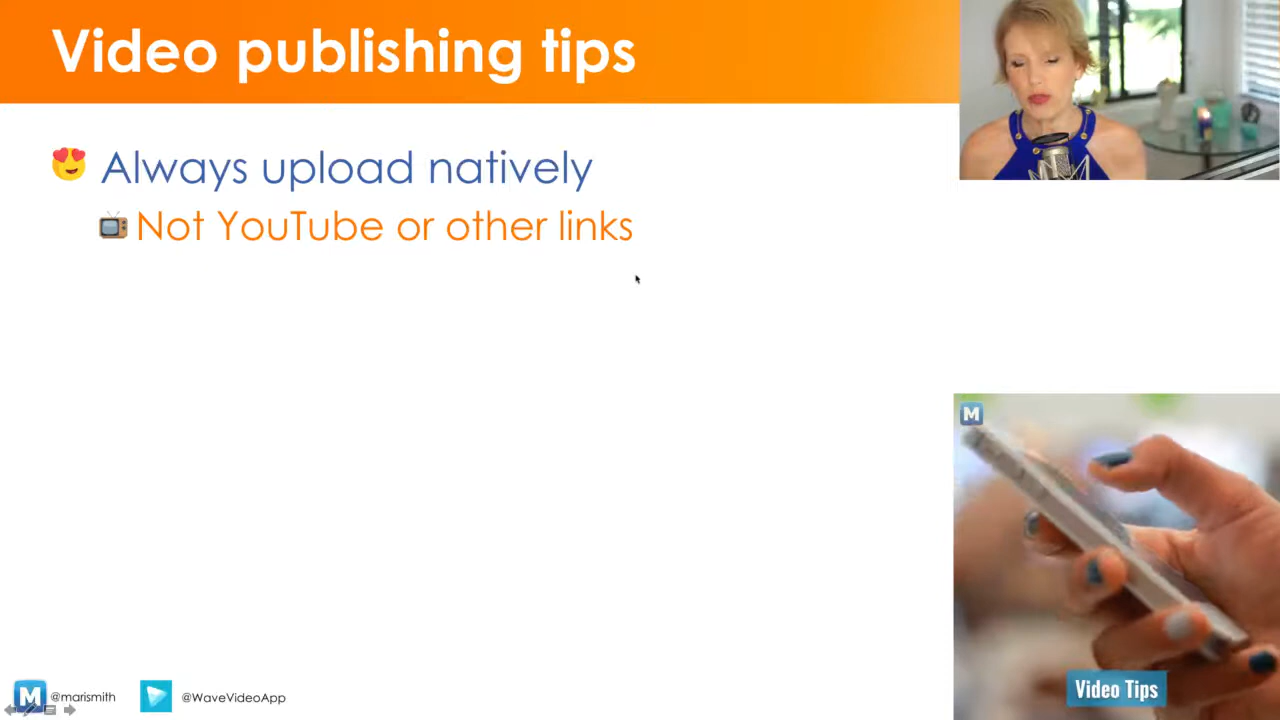 Video publishing tips
Always upload natively
Not YouTube or other links
M
Video Tips
M @marismith
@WaveVideoApp